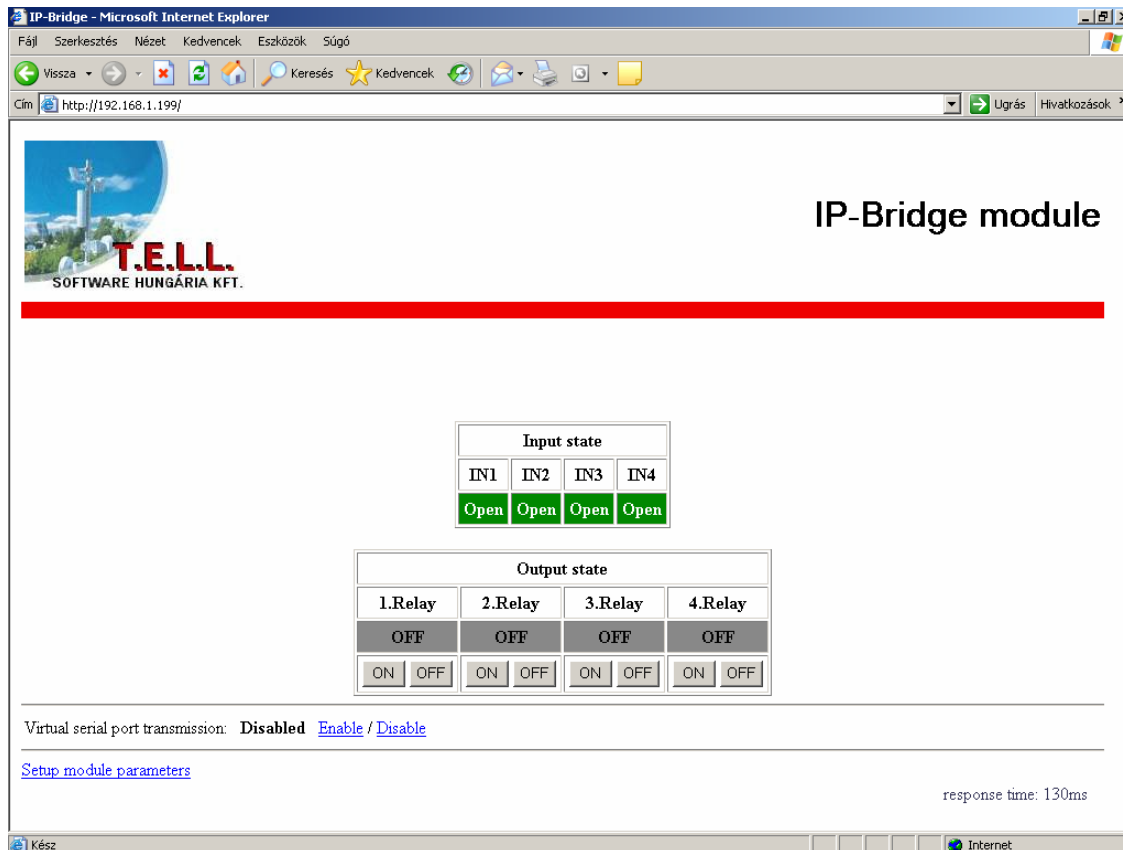 IP-Bridge - Microsoft Internet Explorer
Fájl Szerkesztés Nézet Kedvencek Eszközök Súgó
Vissza Keresés Kedvencek
Cím http://192.168.1.199/ Ugrás Hivatkozások
T.E.L.L.
SOFTWARE HUNGÁRIA KFT.
IP-Bridge module
Input state
IN1 IN2 IN3 IN4
Open Open Open Open
Output state
1.Relay 2.Relay 3.Relay 4.Relay
OFF OFF OFF OFF
ON OFF ON OFF ON OFF ON OFF
Virtual serial port transmission: Disabled Enable / Disable
Setup module parameters
response time: 130ms
Kész Internet